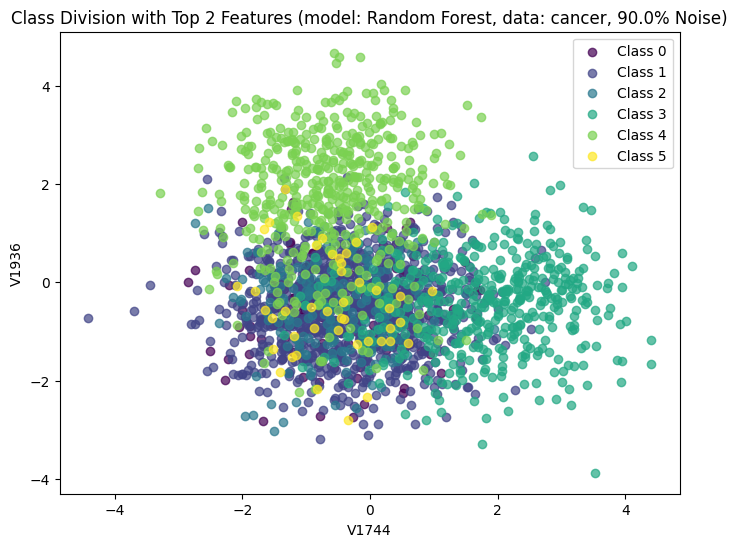 Class Division with Top 2 Features (model: Random Forest, data: cancer, 90.0% Noise)
Class 0
Class 1
Class 2
Class 3
Class 4
Class 5
4
2
0
−2
−4
V1936
−4
−2
0
2
4
V1744